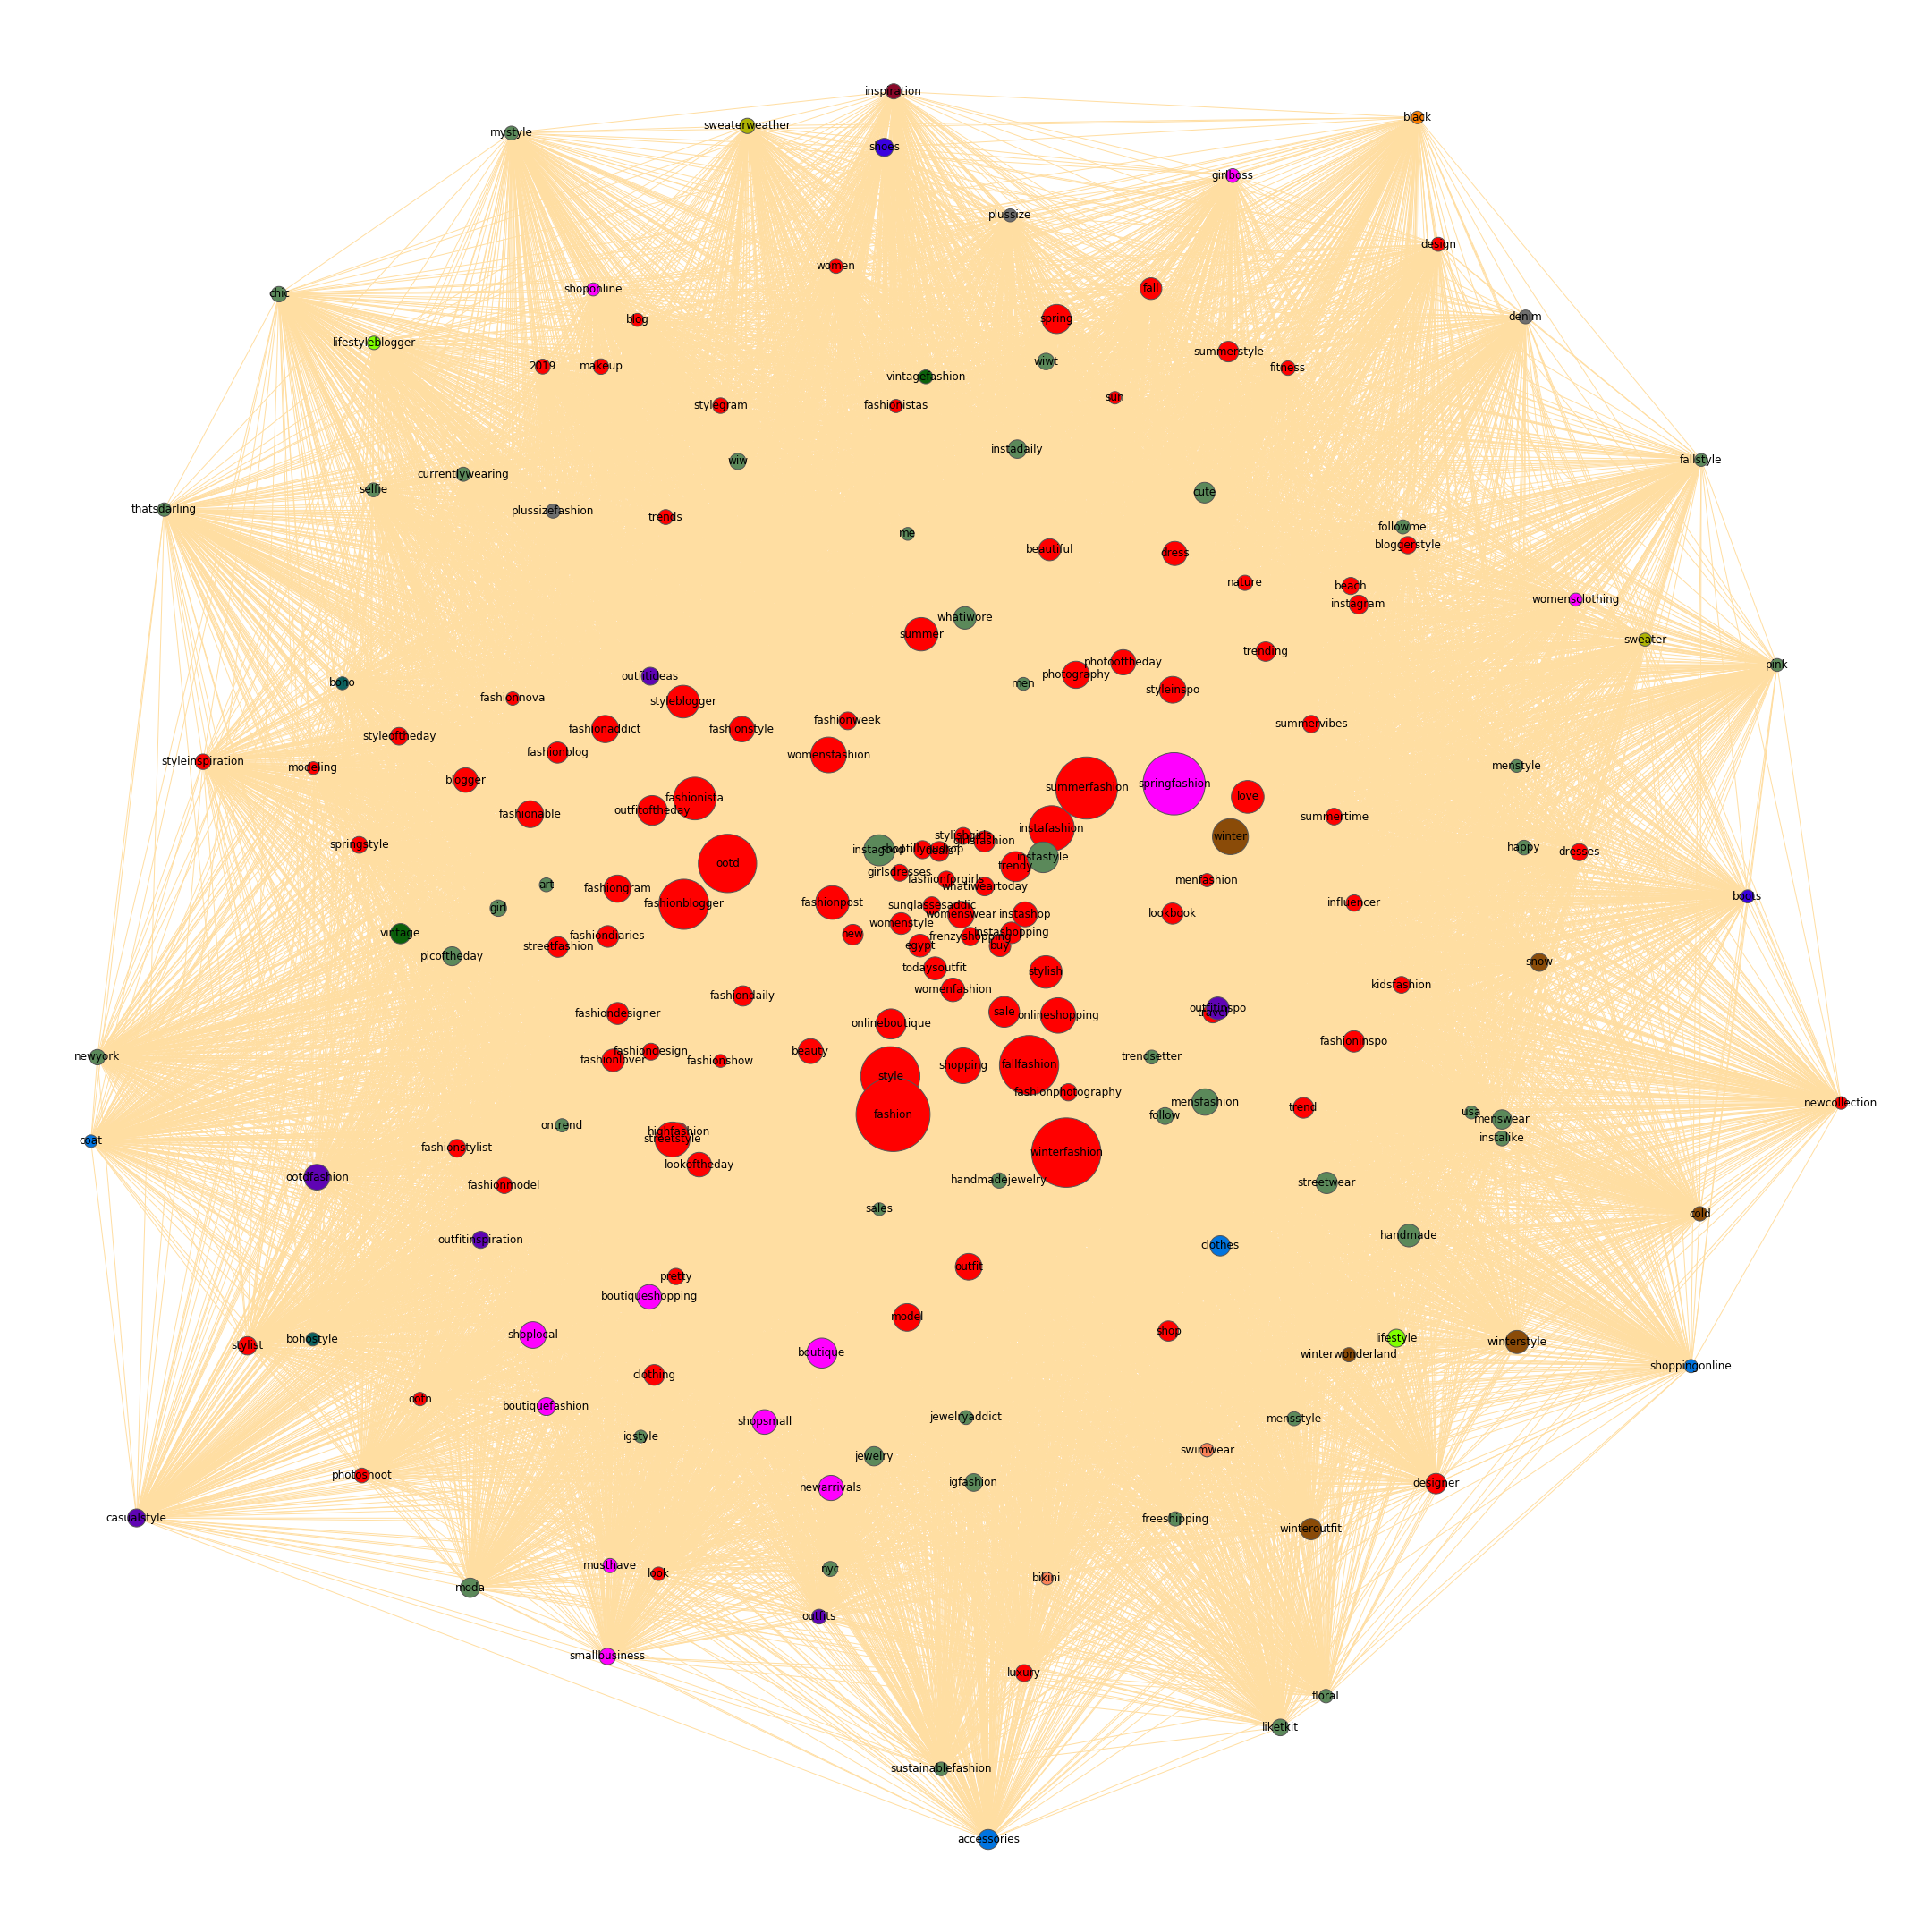 inspiration
black
sweaterweather
mystyle
shoes
girlboss
plussize
design
women
fall
shoponline
chic
denim
spring
blog
lifestyleblogger
summerstyle
wiwt
2019
makeup
fitness
vintagefashion
sun
stylegram
fashionistas
instadaily
fallstyle
wiw
currentlywearing
selfie
cute
thatsdarling
plussizefashion
trends
followme
me
bloggerstyle
beautiful
dress
nature
beach
womensclothing
instagram
whatiwore
summer
sweater
trending
photooftheday
pink
photography
outfitideas
boho
men
styleinspo
fashionnova
styleblogger
fashionweek
summervibes
fashionaddict
fashionstyle
styleoftheday
fashionblog
womensfashion
styleinspiration
modeling
menstyle
blogger
springfashion
summerfashion
love
fashionista
outfitoftheday
fashionable
summertime
instafashion
stylishgirls
winter
girlsfashion
springstyle
happy
instagood
dresses
instastyle
ootd
trendy
girlsdresses
fashionforgirls
menfashion
art
whatiweartoday
fashiongram
boots
fashionpost
influencer
fashionblogger
sunglassesaddic
girl
lookbook
womenswear
instashop
womenstyle
vintage
instashopping
new
fashiondiaries
frenzyshopping
streetfashion
egypt
buy
picoftheday
snow
todaysoutfit
stylish
kidsfashion
womenfashion
fashiondaily
outfitinspo
sale
travel
fashiondesigner
onlineshopping
onlineboutique
fashioninspo
beauty
fashiondesign
newyork
trendsetter
fashionlover
fashionshow
fallfashion
shopping
style
fashionphotography
mensfashion
newcollection
trend
usa
fashion
follow
menswear
ontrend
highfashion
instalike
streetstyle
coat
fashionstylist
winterfashion
lookoftheday
ootdfashion
handmadejewelry
streetwear
fashionmodel
sales
cold
handmade
outfitinspiration
clothes
outfit
pretty
boutiqueshopping
model
shop
shoplocal
bohostyle
lifestyle
winterstyle
stylist
boutique
winterwonderland
shoppingonline
clothing
ootn
boutiquefashion
jewelryaddict
mensstyle
shopsmall
igstyle
swimwear
jewelry
photoshoot
igfashion
designer
newarrivals
casualstyle
freeshipping
winteroutfit
musthave
nyc
look
bikini
moda
outfits
smallbusiness
luxury
floral
liketkit
sustainablefashion
accessories